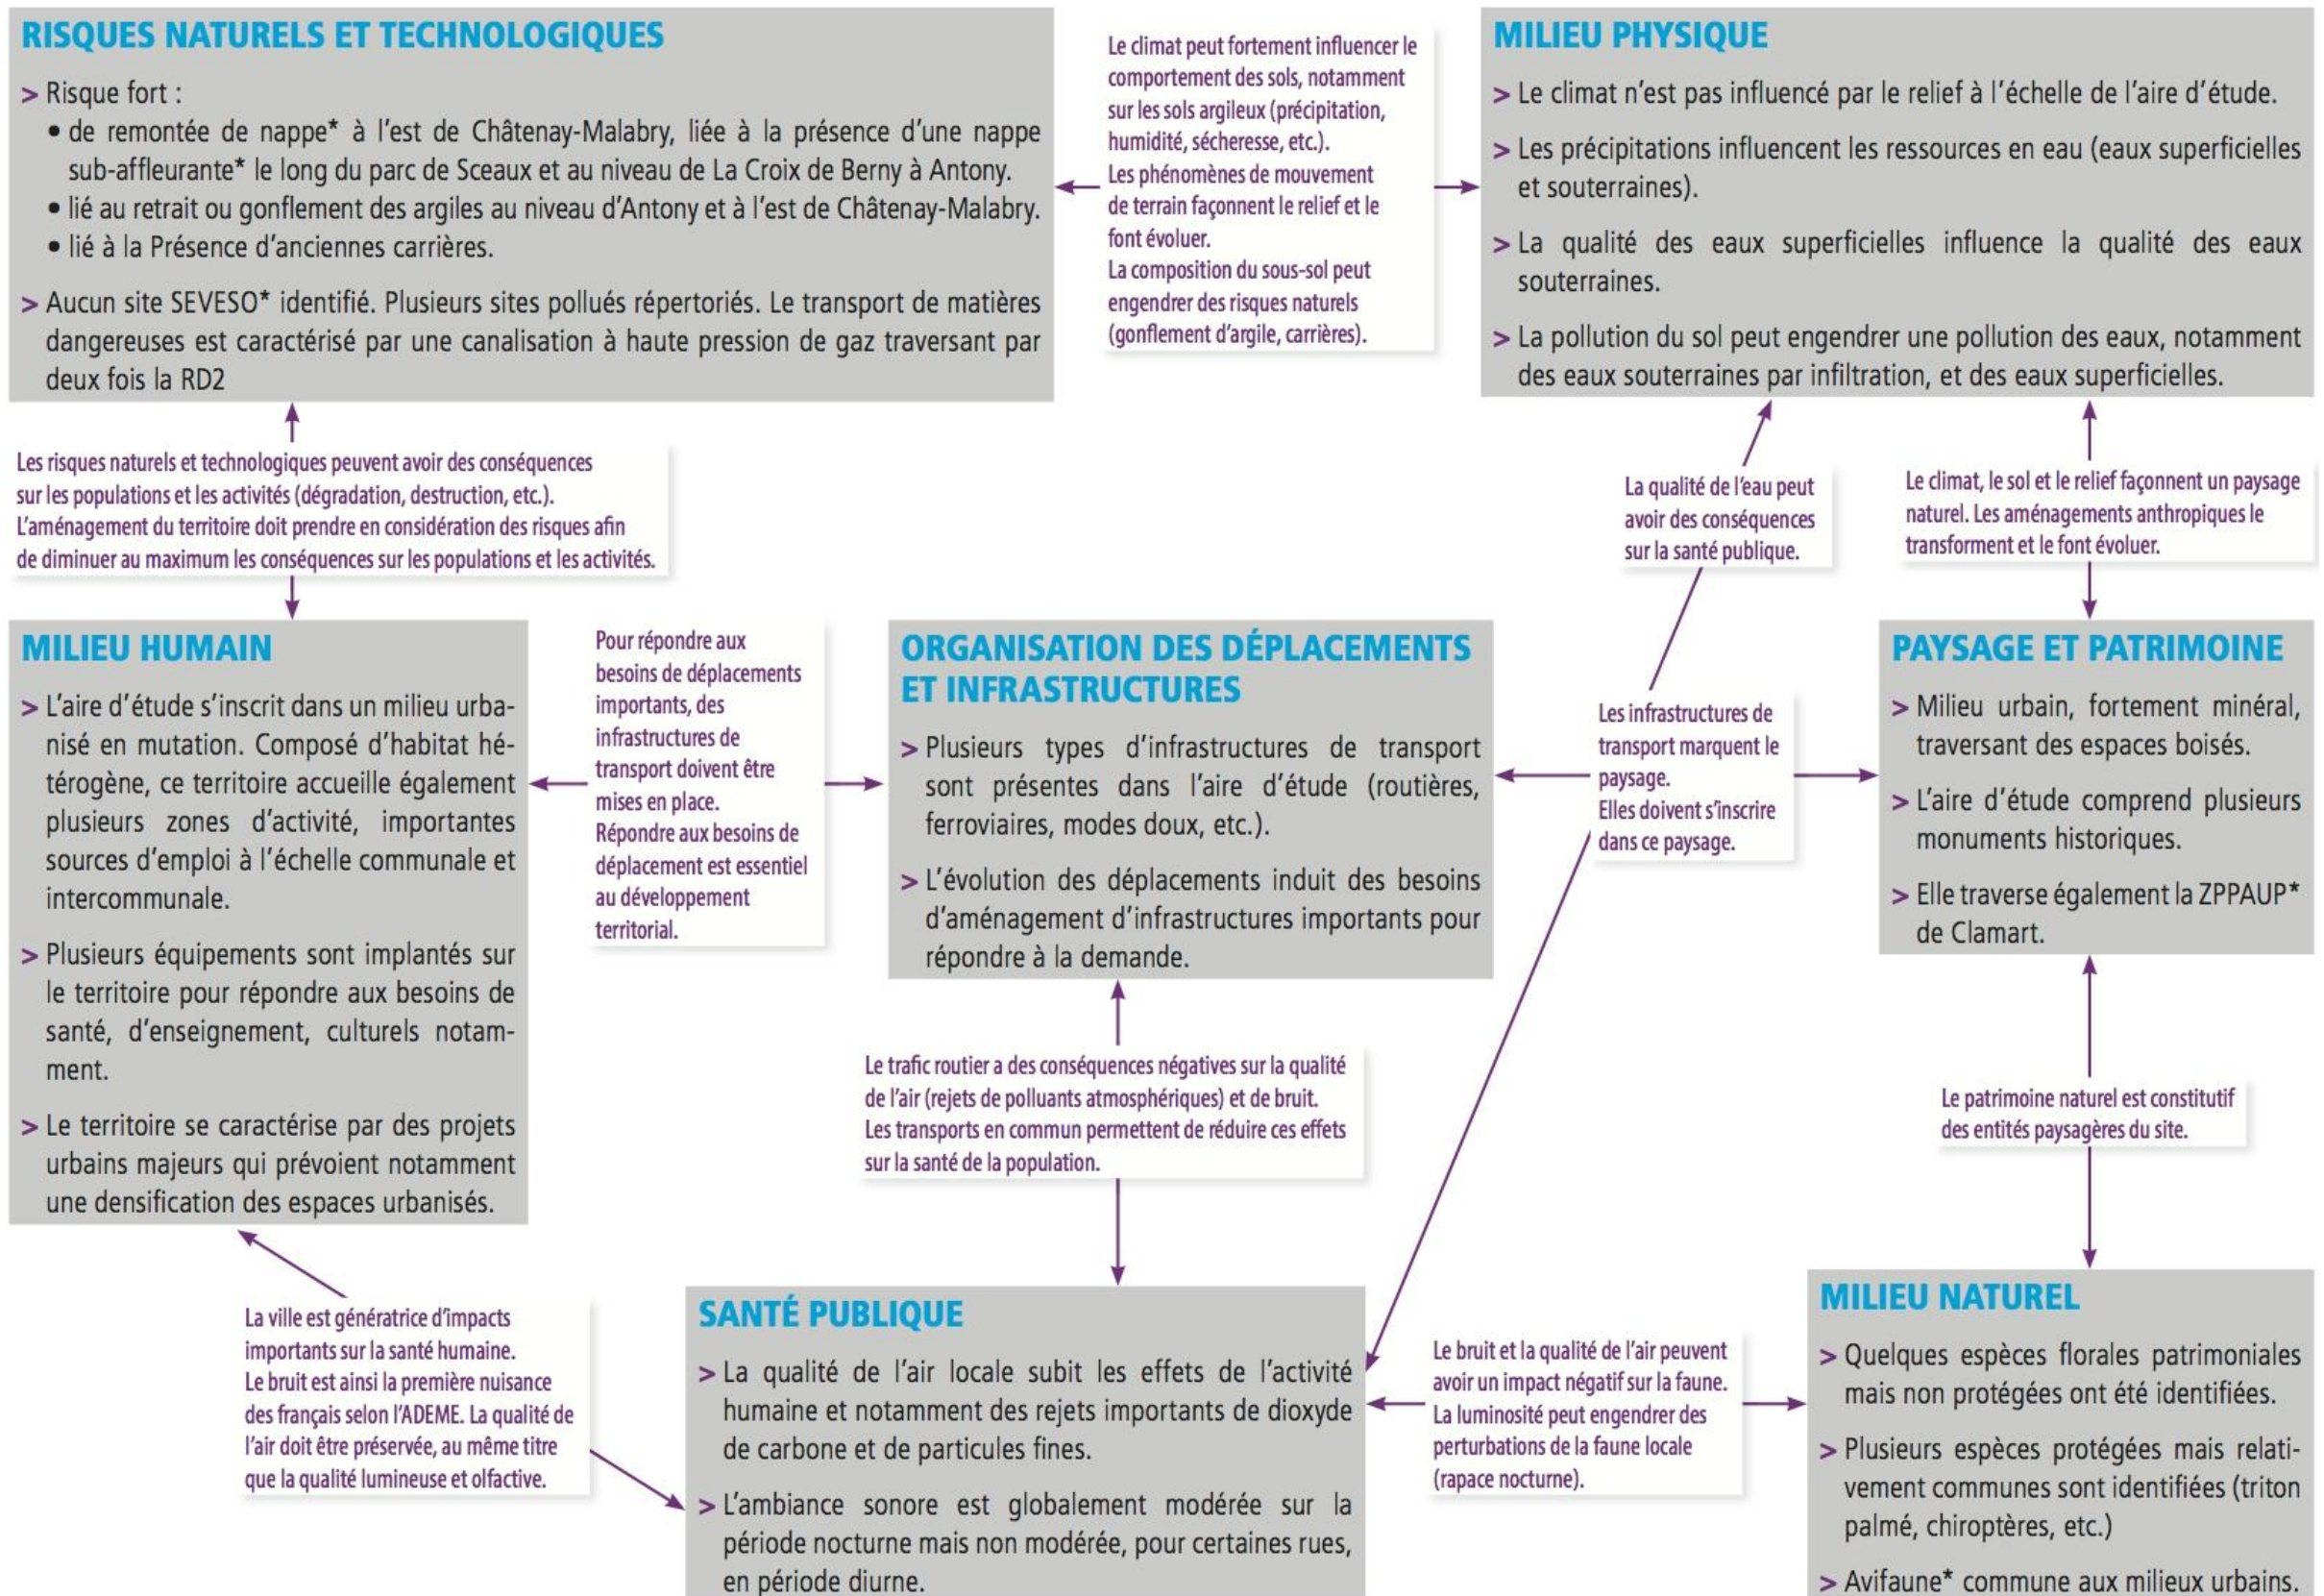 RISQUES NATURELS ET TECHNOLOGIQUES
> Risque fort :
• de remontée de nappe* à l'est de Châtenay-Malabry, liée à la présence d'une nappe
sub-affleurante* le long du parc de Sceaux et au niveau de La Croix de Berny à Antony.
• lié au retrait ou gonflement des argiles au niveau d'Antony et à l'est de Châtenay-Malabry.
• lié à la Présence d'anciennes carrières.
> Aucun site SEVESO* identifié. Plusieurs sites pollués répertoriés. Le transport de matières
dangereuses est caractérisé par une canalisation à haute pression de gaz traversant par
deux fois la RD2
Le climat peut fortement influencer le
comportement des sols, notamment
sur les sols argileux (précipitation,
humidité, sécheresse, etc.).
Les phénomènes de mouvement
de terrain façonnent le relief et le
font évoluer.
La composition du sous-sol peut
engendrer des risques naturels
(gonflement d'argile, carrières).
MILIEU PHYSIQUE
> Le climat n'est pas influencé par le relief à l'échelle de l'aire d'étude.
> Les précipitations influencent les ressources en eau (eaux superficielles
et souterraines).
> La qualité des eaux superficielles influence la qualité des eaux
souterraines.
> La pollution du sol peut engendrer une pollution des eaux, notamment
des eaux souterraines par infiltration, et des eaux superficielles.
Les risques naturels et technologiques peuvent avoir des conséquences
sur les populations et les activités (dégradation, destruction, etc.).
L'aménagement du territoire doit prendre en considération des risques afin
de diminuer au maximum les conséquences sur les populations et les activités.
La qualité de l'eau peut
avoir des conséquences
sur la santé publique.
Le climat, le sol et le relief façonnent un paysage
naturel. Les aménagements anthropiques le
transforment et le font évoluer.
MILIEU HUMAIN
> L'aire d'étude s'inscrit dans un milieu urba-
nisé en mutation. Composé d'habitat hé-
térogène, ce territoire accueille également
plusieurs zones d'activité, importantes
sources d'emploi à l'échelle communale et
intercommunale.
> Plusieurs équipements sont implantés sur
le territoire pour répondre aux besoins de
santé, d'enseignement, culturels notam-
ment.
> Le territoire se caractérise par des projets
urbains majeurs qui prévoient notamment
une densification des espaces urbanisés.
Pour répondre aux
besoins de déplacements
importants, des
infrastructures de
transport doivent être
mises en place.
Répondre aux besoins de
déplacement est essentiel
au développement
territorial.
ORGANISATION DES DÉPLACEMENTS
ET INFRASTRUCTURES
> Plusieurs types d'infrastructures de transport
sont présentes dans l'aire d'étude (routières,
ferroviaires, modes doux, etc.).
> L'évolution des déplacements induit des besoins
d'aménagement d'infrastructures importants pour
répondre à la demande.
Les infrastructures de
transport marquent le
paysage.
Elles doivent s'inscrire
dans ce paysage.
PAYSAGE ET PATRIMOINE
> Milieu urbain, fortement minéral,
traversant des espaces boisés.
> L'aire d'étude comprend plusieurs
monuments historiques.
> Elle traverse également la ZPPAUP*
de Clamart.
Le trafic routier a des conséquences négatives sur la qualité
de l'air (rejets de polluants atmosphériques) et de bruit.
Les transports en commun permettent de réduire ces effets
sur la santé de la population.
Le patrimoine naturel est constitutif
des entités paysagères du site.
La ville est génératrice d'impacts
importants sur la santé humaine.
Le bruit est ainsi la première nuisance
des français selon l'ADEME. La qualité de
l'air doit être préservée, au même titre
que la qualité lumineuse et olfactive.
SANTÉ PUBLIQUE
> La qualité de l'air locale subit les effets de l'activité
humaine et notamment des rejets importants de dioxyde
de carbone et de particules fines.
> L'ambiance sonore est globalement modérée sur la
période nocturne mais non modérée, pour certaines rues,
en période diurne.
Le bruit et la qualité de l'air peuvent
avoir un impact négatif sur la faune.
La luminosité peut engendrer des
perturbations de la faune locale
(rapace nocturne).
MILIEU NATUREL
> Quelques espèces florales patrimoniales
mais non protégées ont été identifiées.
> Plusieurs espèces protégées mais relati-
vement communes sont identifiées (triton
palmé, chiroptères, etc.)
> Avifaune* commune aux milieux urbains.